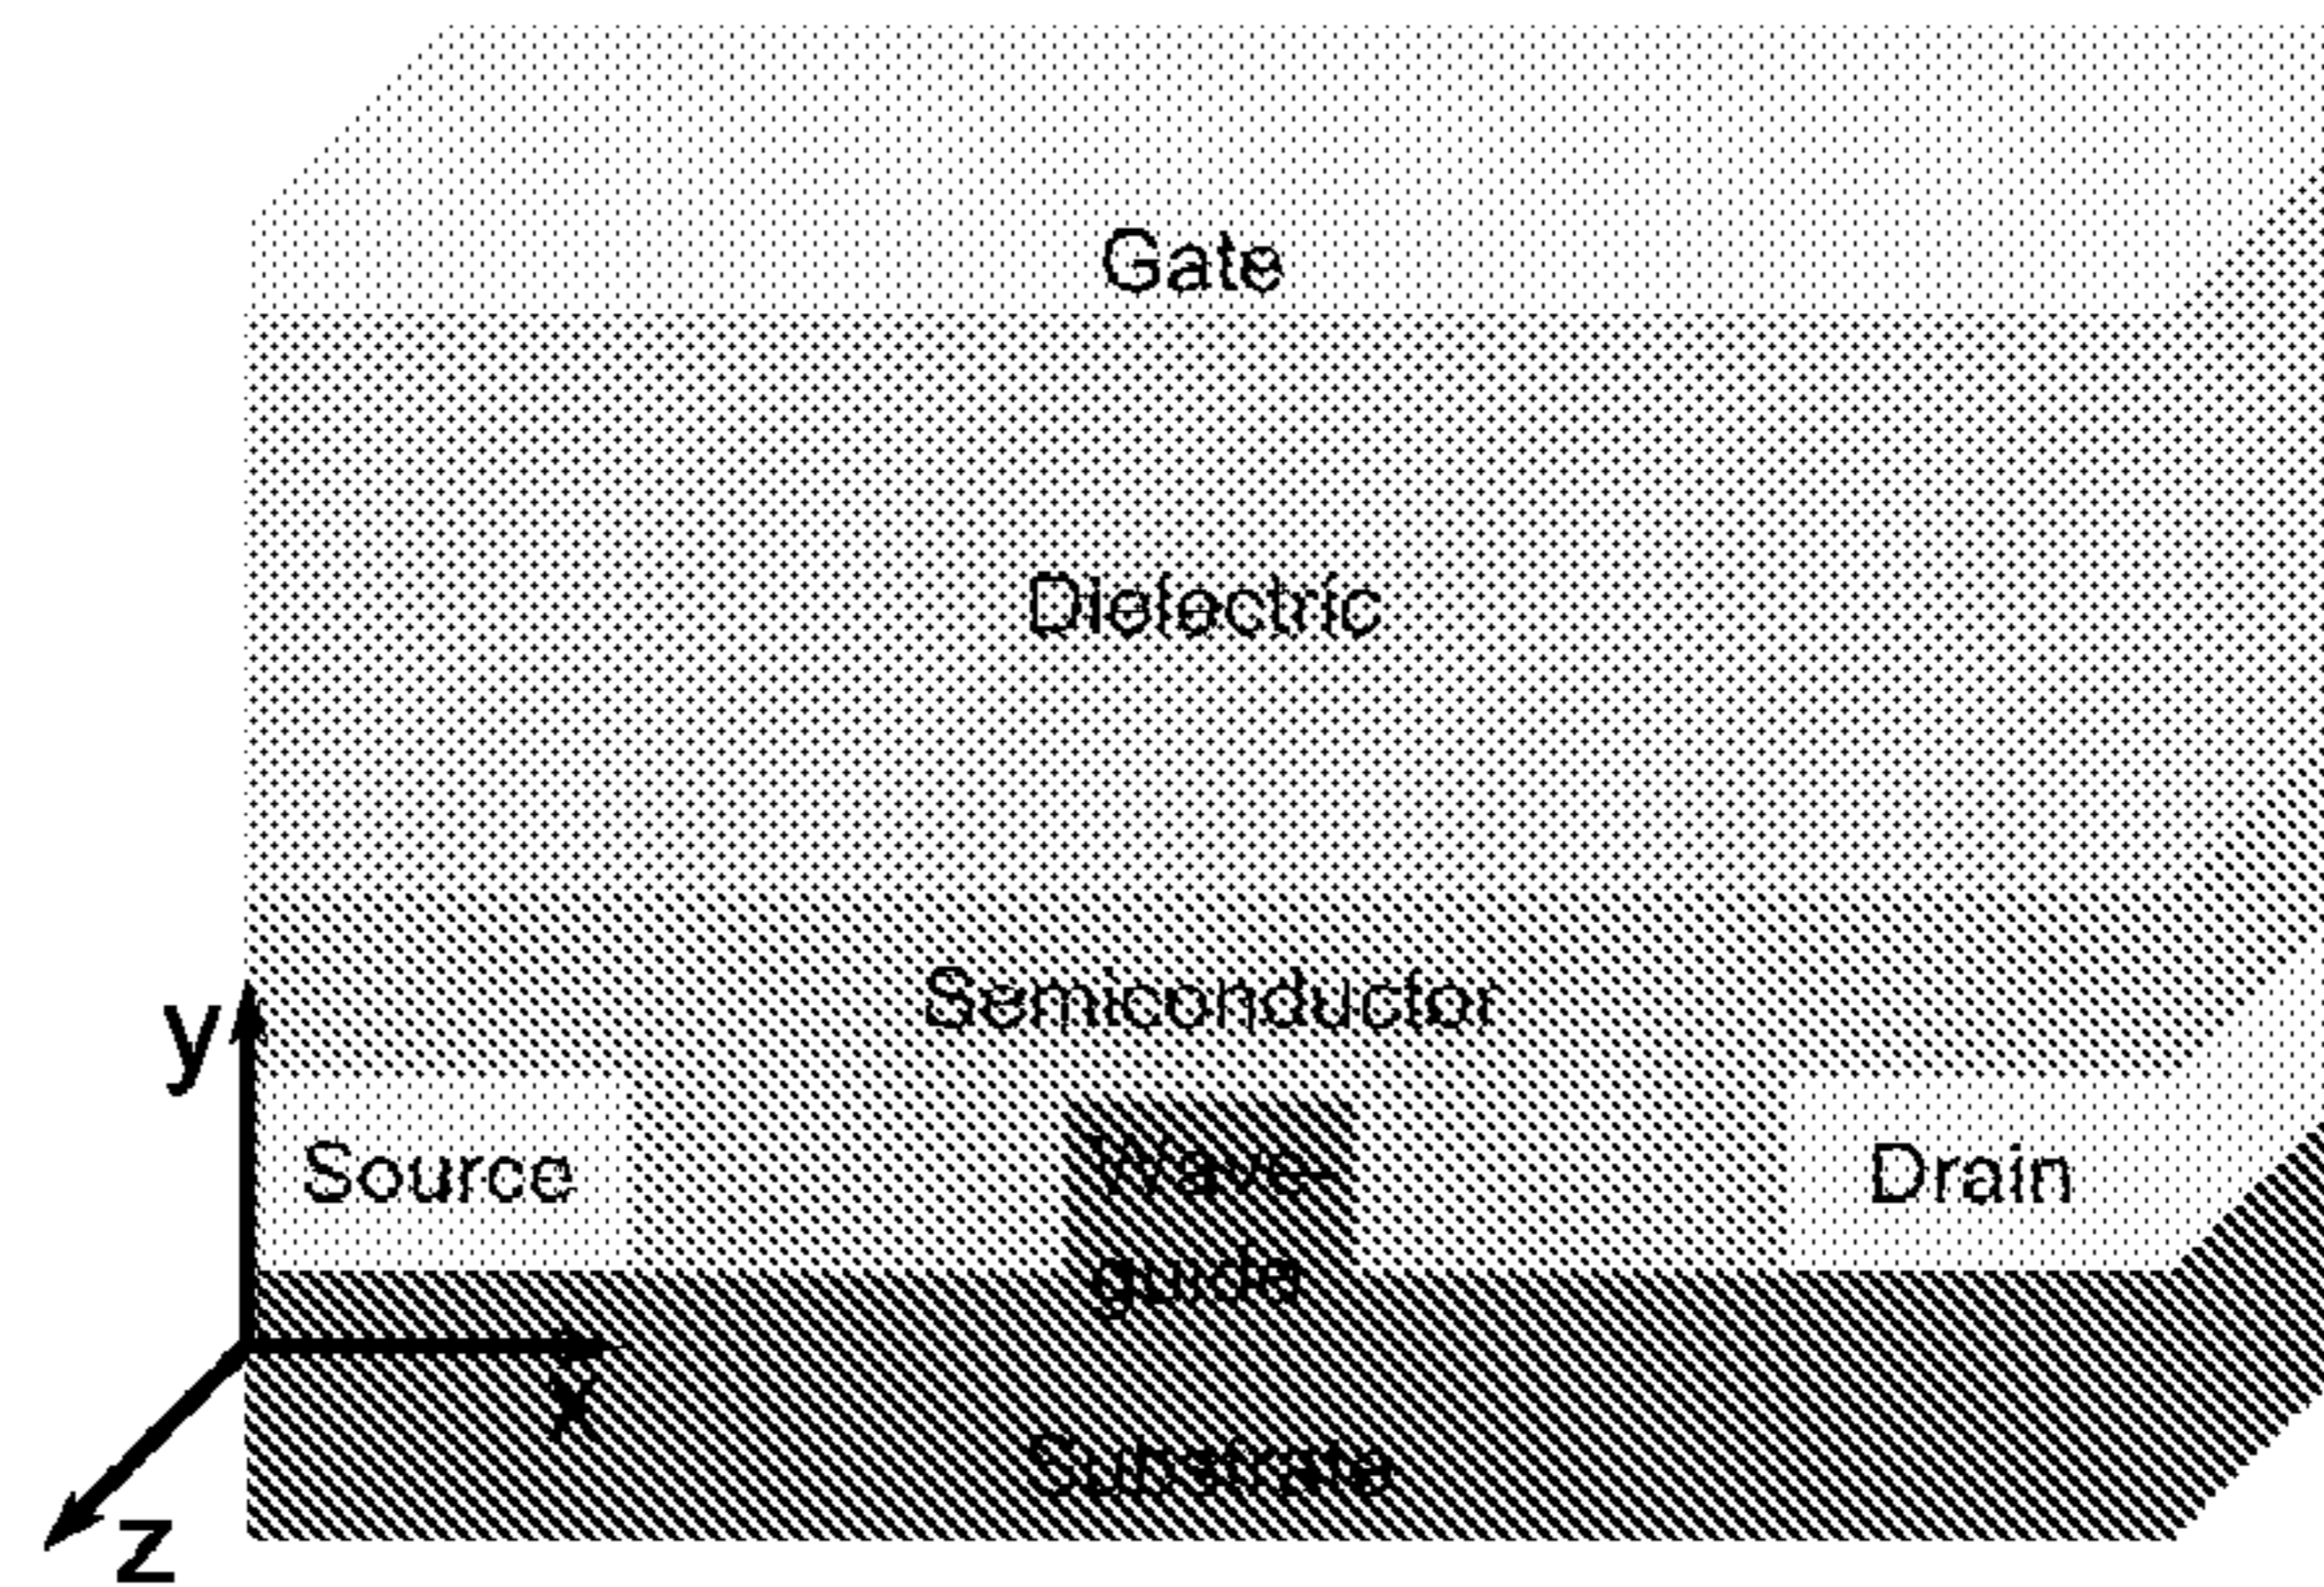 Gate
Dielectric
Semiconductor
y
Source
Wave-
guide
Drain
x
Substrate
z